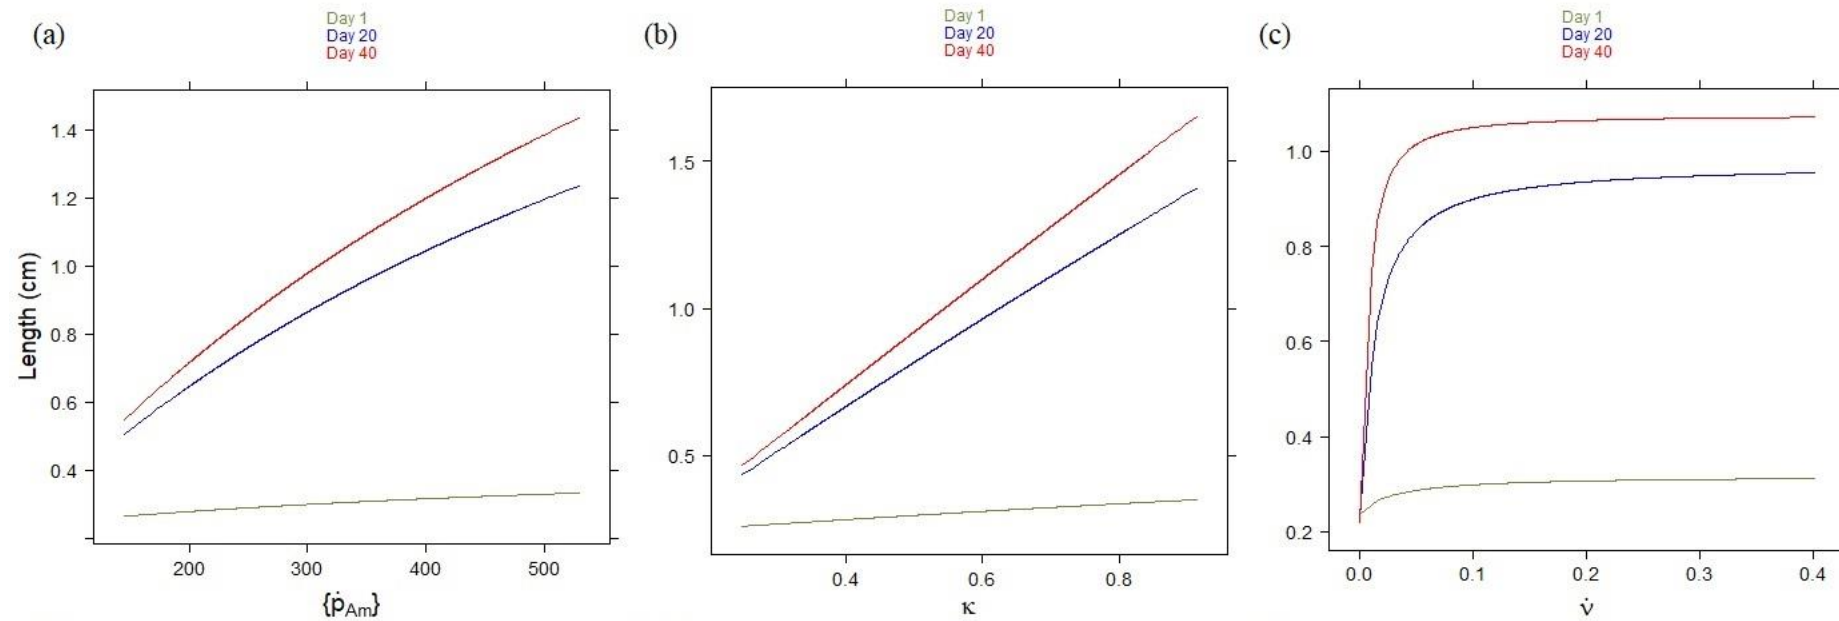 (a)
Day 1
Day 20
Day 40
Length (cm)
1.4
1.2
1.0
0.8
0.6
0.4
200 300 400 500
{ṗAm}
(b)
Day 1
Day 20
Day 40
1.5
1.0
0.5
0.4 0.6 0.8
κ
(c)
Day 1
Day 20
Day 40
1.0
0.8
0.6
0.4
0.2
0.0 0.1 0.2 0.3 0.4
ν̇